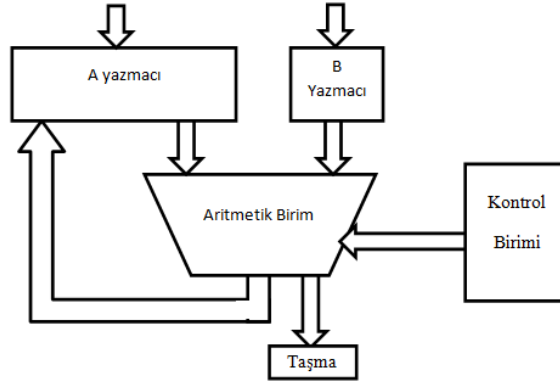 A yazmacı
B
Yazmacı
Aritmetik Birim
Kontrol
Birimi
Taşma